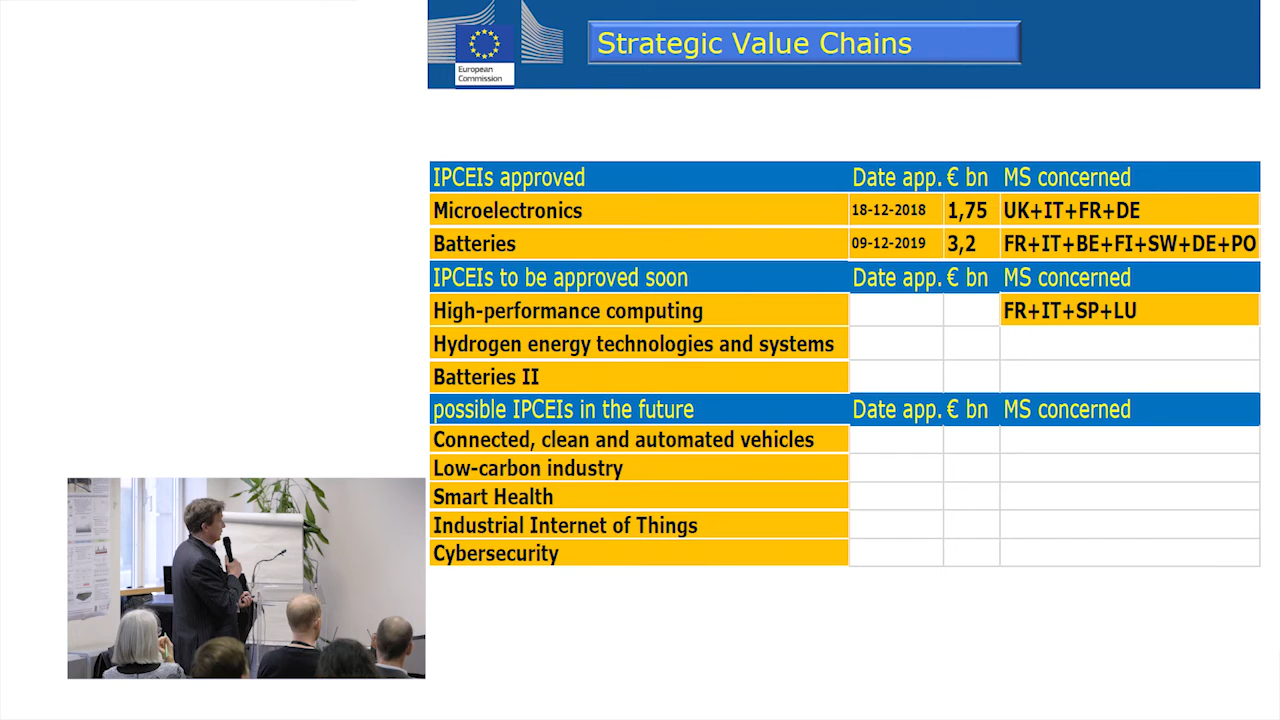 European
Commission
Strategic Value Chains
IPCEIs approved Date app. € bn MS concerned
Microelectronics 18-12-2018 1,75 UK+IT+FR+DE
Batteries 09-12-2019 3,2 FR+IT+BE+FI+SW+DE+PO
IPCEIs to be approved soon Date app. € bn MS concerned
High-performance computing FR+IT+SP+LU
Hydrogen energy technologies and systems
Batteries II
possible IPCEIs in the future Date app. € bn MS concerned
Connected, clean and automated vehicles
Low-carbon industry
Smart Health
Industrial Internet of Things
Cybersecurity